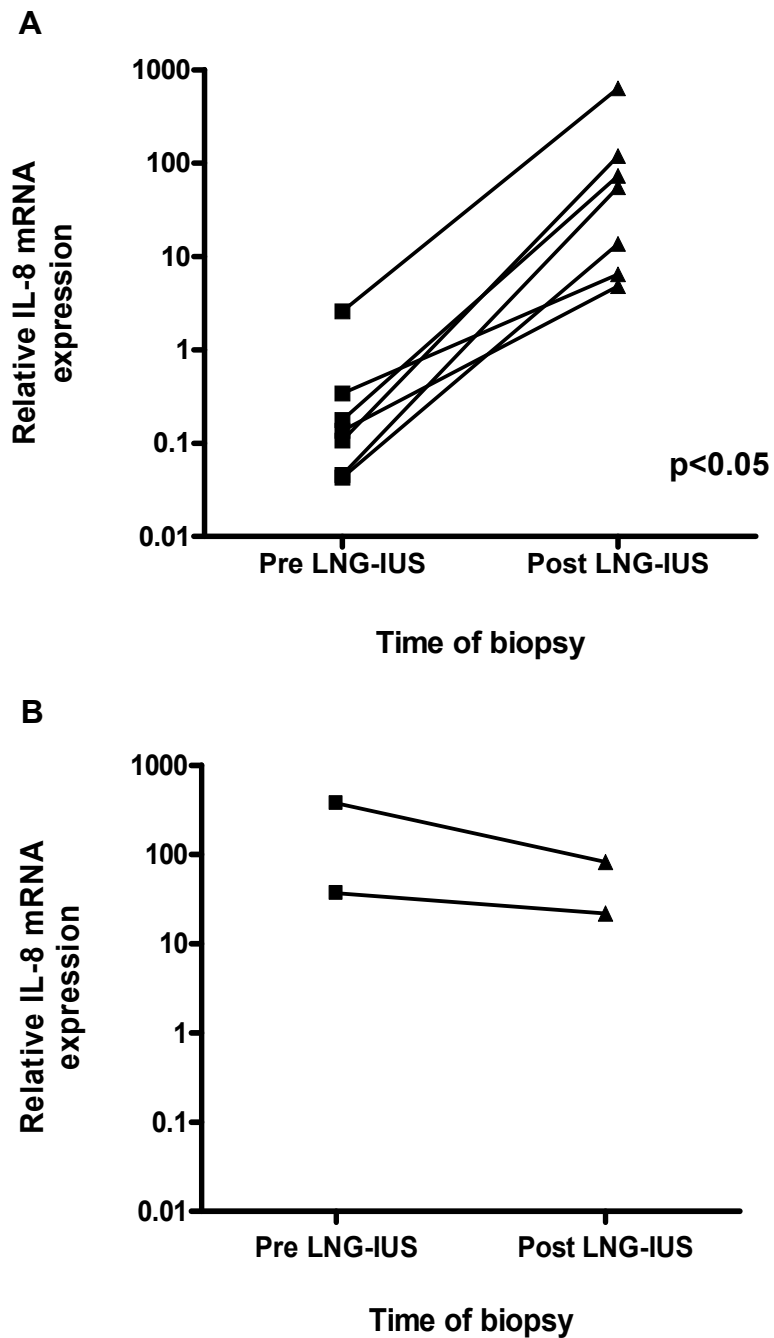 A
1000
100
10
1
0.1
0.01
Relative IL-8 mRNA
expression
p<0.05
Pre LNG-IUS Post LNG-IUS
Time of biopsy
B
1000
100
10
1
0.1
0.01
Relative IL-8 mRNA
expression
Pre LNG-IUS Post LNG-IUS
Time of biopsy